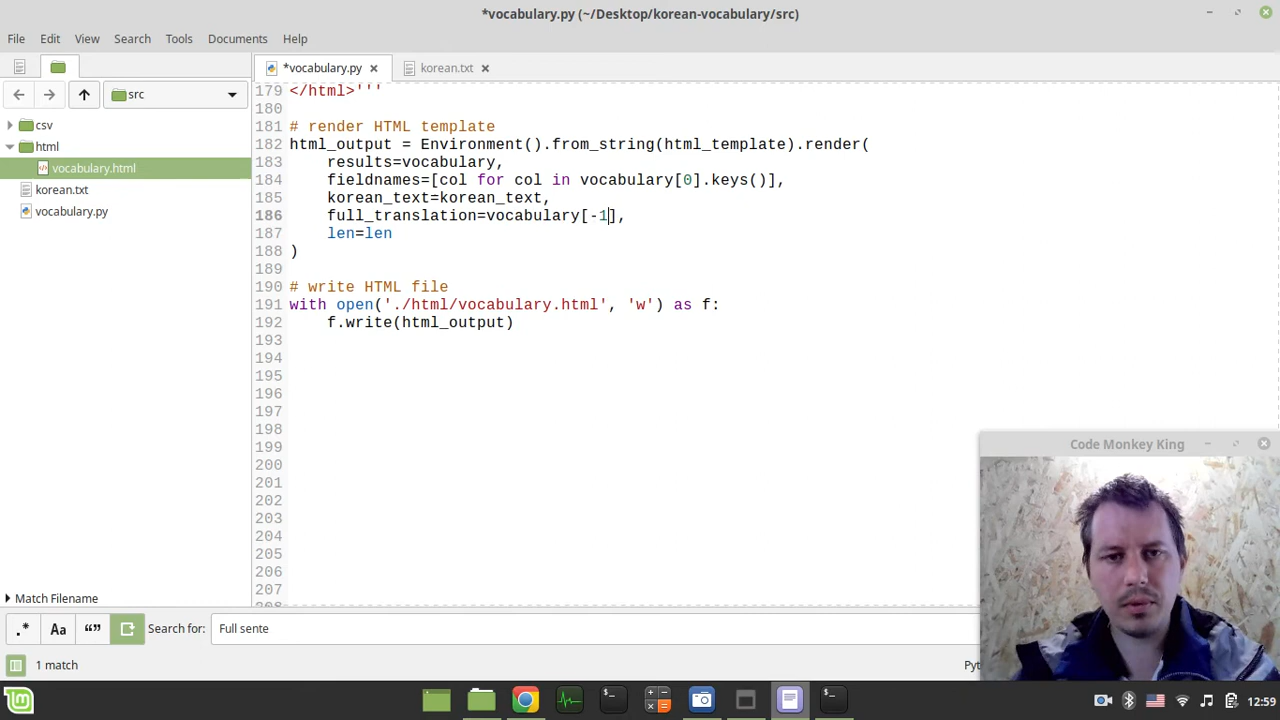 *vocabulary.py (~/Desktop/korean-vocabulary/src)
File Edit View Search Tools Documents Help
*vocabulary.py korean.txt
src
csv
html
vocabulary.html
korean.txt
vocabulary.py
179 </html>'''
180
181 # render HTML template
182 html_output = Environment().from_string(html_template).render(
183 results=vocabulary,
184 fieldnames=[col for col in vocabulary[0].keys()],
185 korean_text=korean_text,
186 full_translation=vocabulary[-1],
187 len=len
188 )
189
190 # write HTML file
191 with open('./html/vocabulary.html', 'w') as f:
192 f.write(html_output)
193
194
195
196
197
198
199
200
201
202
203
204
205
206
207
208
Code Monkey King
Match Filename
.* Aa “” Search for: Full sente
1 match
12:59